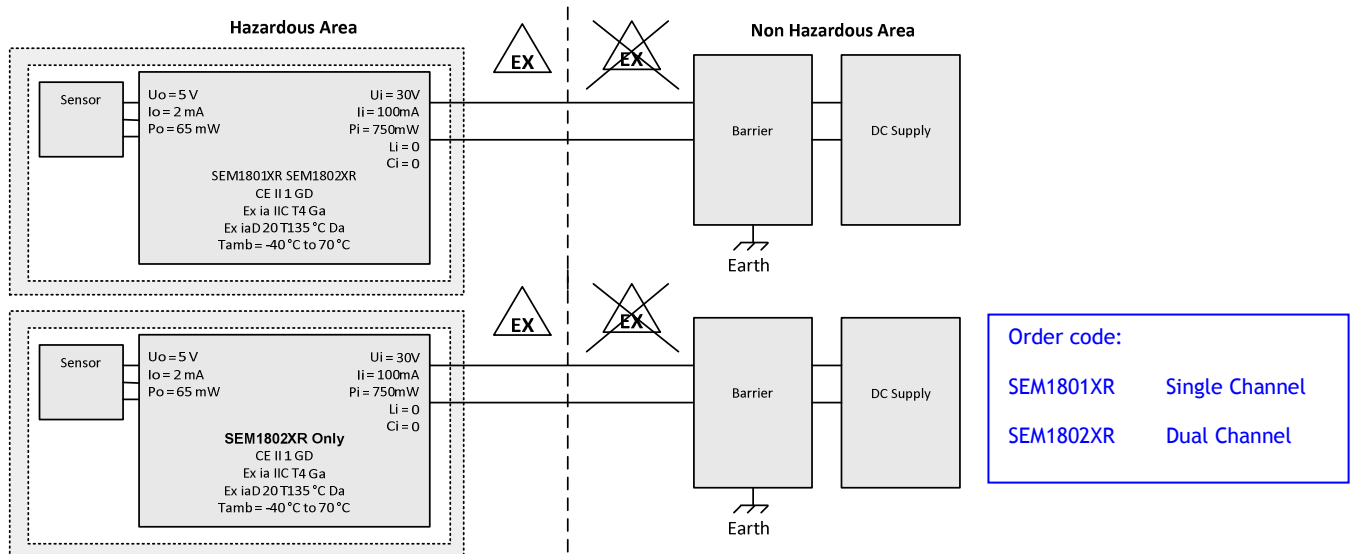 Hazardous Area
Non Hazardous Area
EX
EX
Sensor
Uo = 5 V
Io = 2 mA
Po = 65 mW
Ui = 30V
Ii = 100mA
Pi = 750mW
Li = 0
Ci = 0
SEM1801XR SEM1802XR
CE II 1 GD
Ex ia IIC T4 Ga
Ex iaD 20 T135 °C Da
Tamb = -40 °C to 70 °C
Barrier
DC Supply
Earth
EX
EX
Sensor
Uo = 5 V
Io = 2 mA
Po = 65 mW
Ui = 30V
Ii = 100mA
Pi = 750mW
Li = 0
Ci = 0
SEM1802XR Only
CE II 1 GD
Ex ia IIC T4 Ga
Ex iaD 20 T135 °C Da
Tamb = -40 °C to 70 °C
Barrier
DC Supply
Earth
Order code:
SEM1801XR Single Channel
SEM1802XR Dual Channel